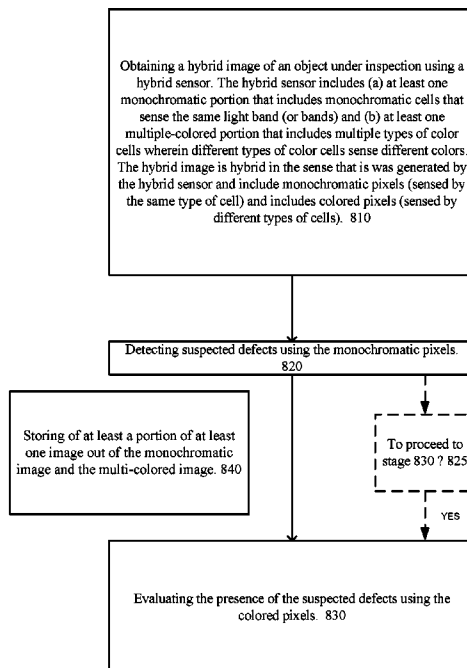 Obtaining a hybrid image of an object under inspection using a
hybrid sensor. The hybrid sensor includes (a) at least one
monochromatic portion that includes monochromatic cells that
sense the same light band (or bands) and (b) at least one
multiple-colored portion that includes multiple types of color
cells wherein different types of color cells sense different colors.
The hybrid image is hybrid in the sense that is was generated by
the hybrid sensor and include monochromatic pixels (sensed by
the same type of cell) and includes colored pixels (sensed by
different types of cells). 810
Detecting suspected defects using the monochromatic pixels.
820
Storing of at least a portion of at least
one image out of the monochromatic
image and the multi-colored image. 840
To proceed to
stage 830 ? 825
YES
Evaluating the presence of the suspected defects using the
colored pixels. 830